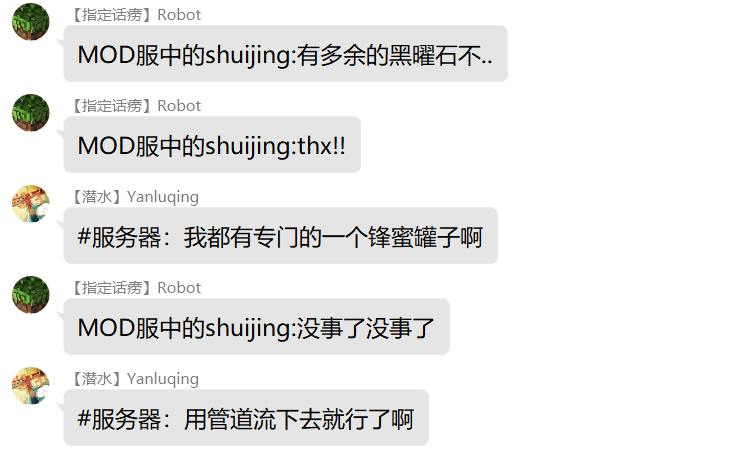 【指定话痨】Robot
MOD服中的shuijing:有多余的黑曜石不..
【指定话痨】Robot
MOD服中的shuijing:thx!!
【潜水】Yanluqing
#服务器：我都有专门的一个锋蜜罐子啊
【指定话痨】Robot
MOD服中的shuijing:没事了没事了
【潜水】Yanluqing
#服务器：用管道流下去就行了啊